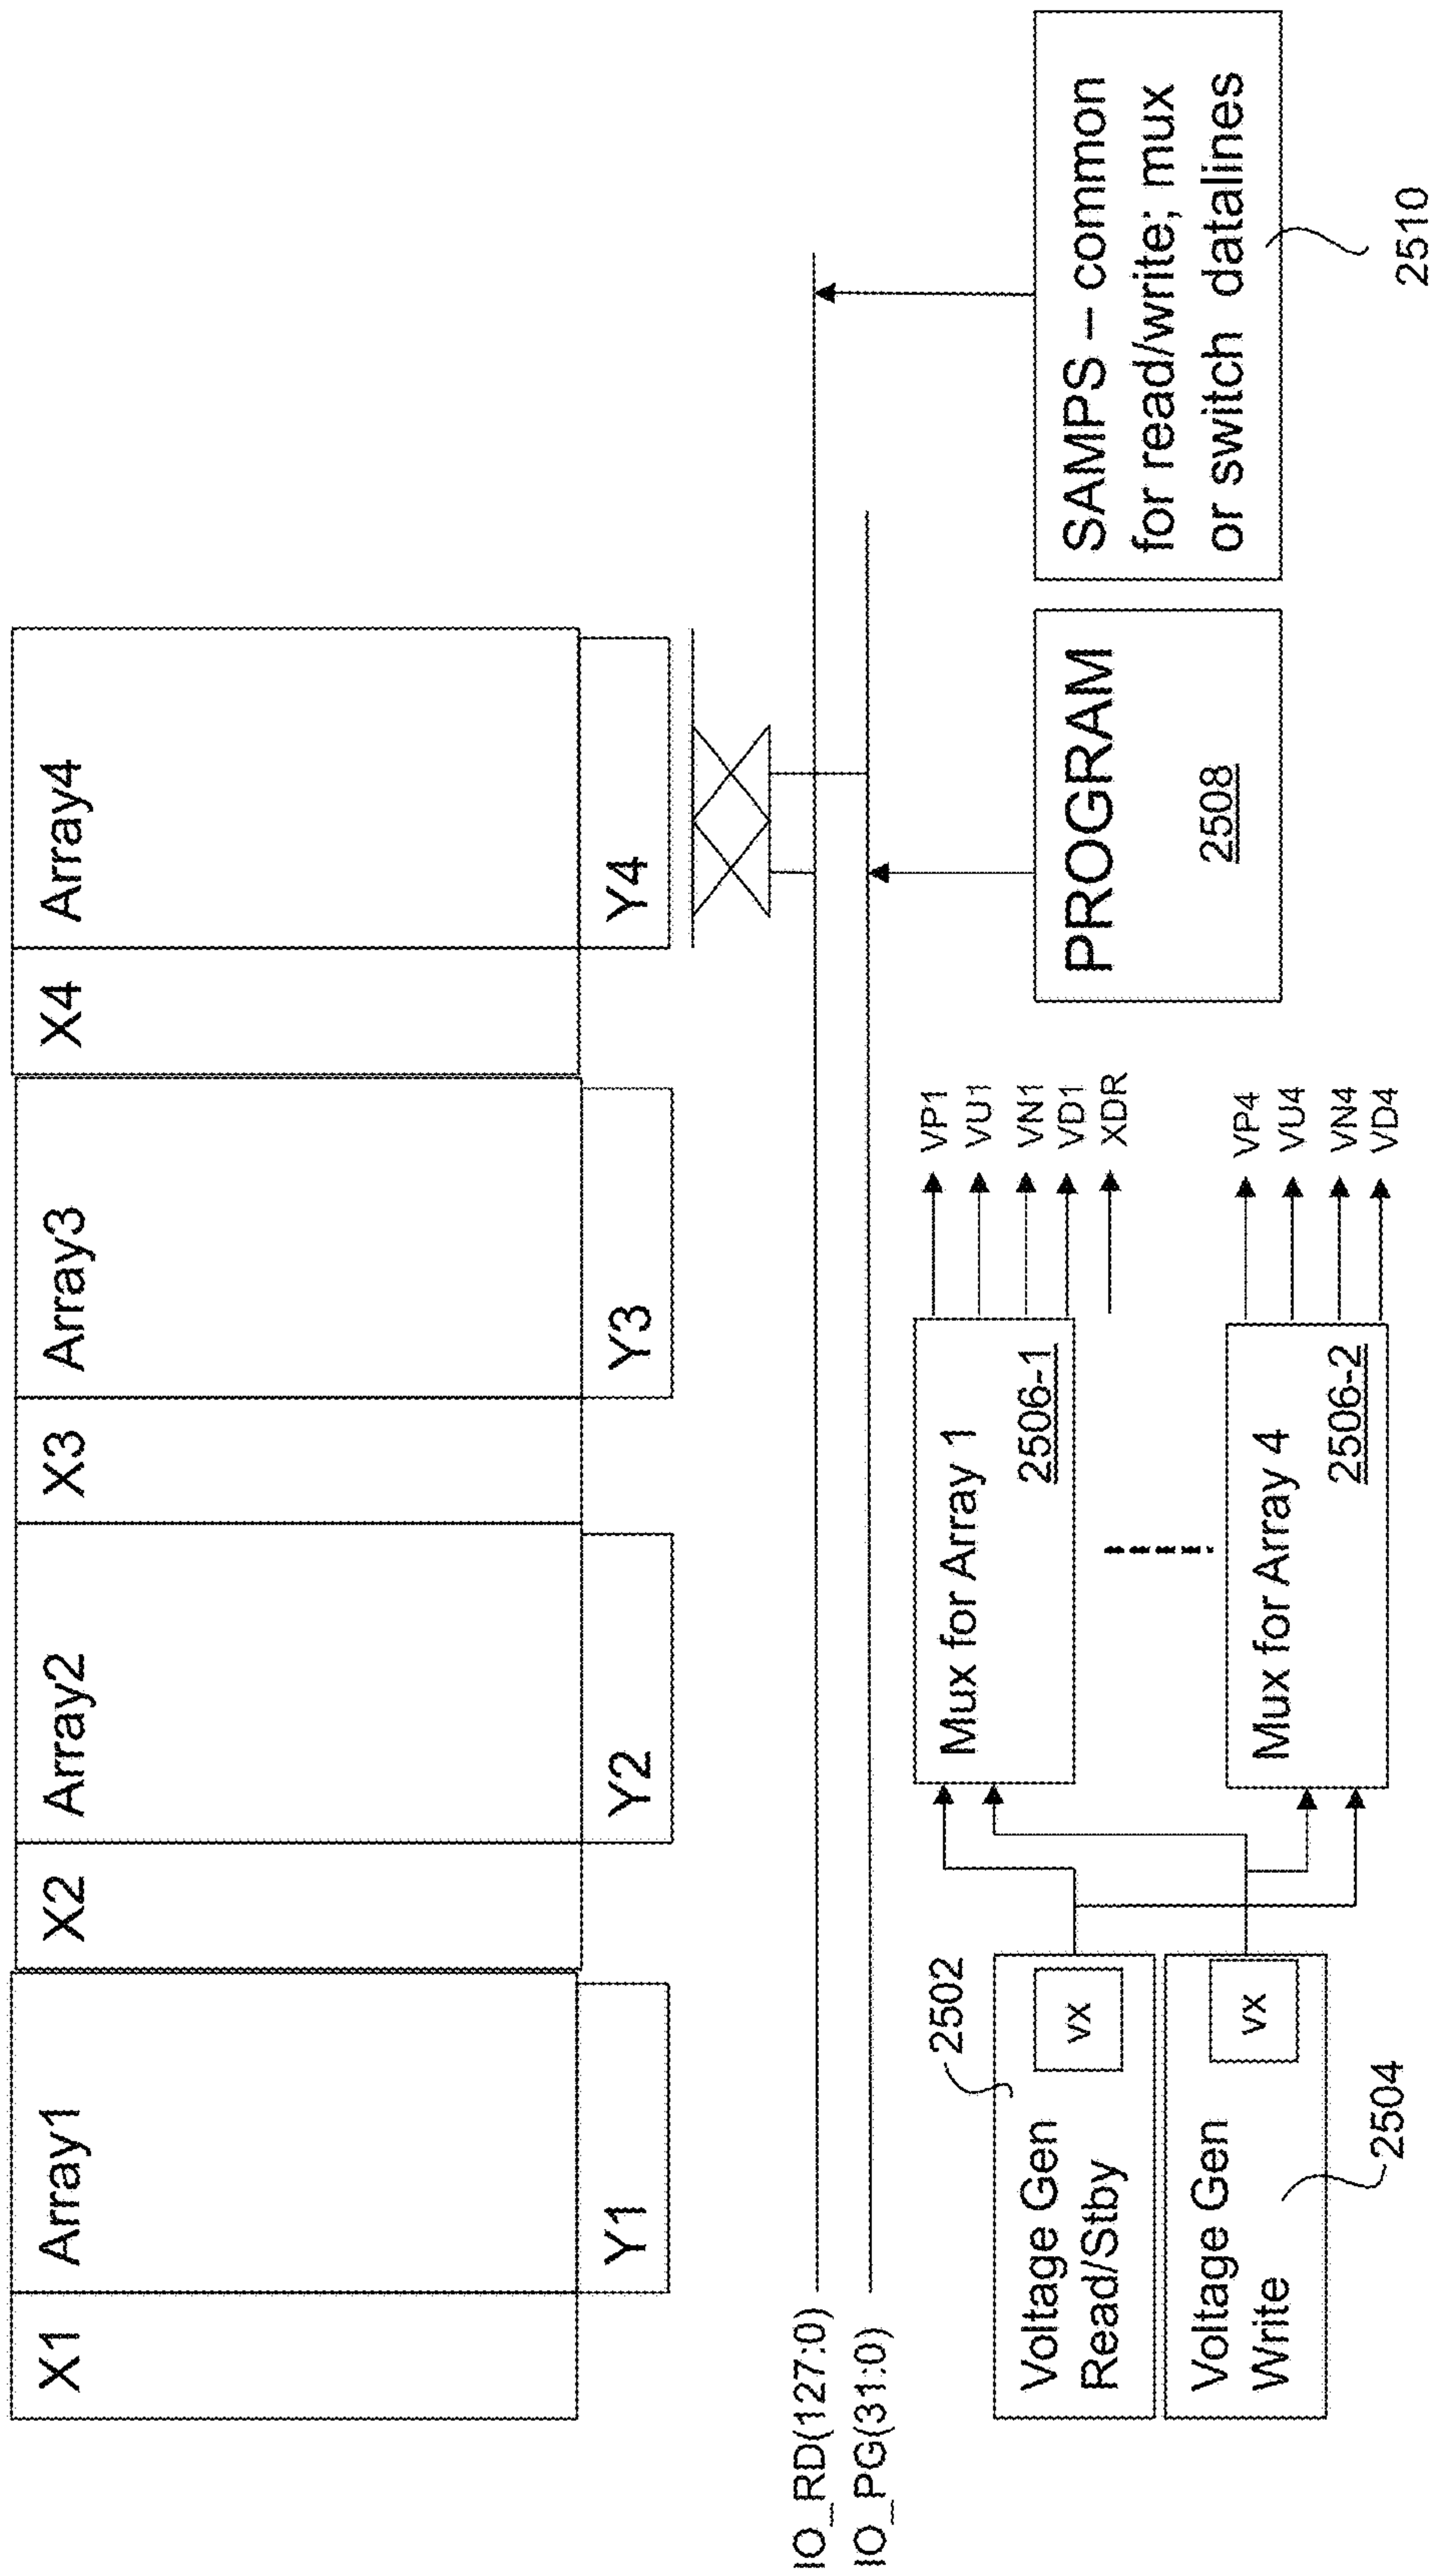 X1
Array1
X2
Array2
X3
Array3
X4
Array4
Y1
Y2
Y3
Y4
IO_RD(127:0)
IO_PG(31:0)
Voltage Gen
Read/Stby
vx
2502
Voltage Gen
Write
vx
2504
Mux for Array 1
2506-1
VP1
VU1
VN1
VD1
XDR
Mux for Array 4
2506-2
VP4
VU4
VN4
VD4
PROGRAM
2508
SAMPS – common
for read/write; mux
or switch datalines
2510